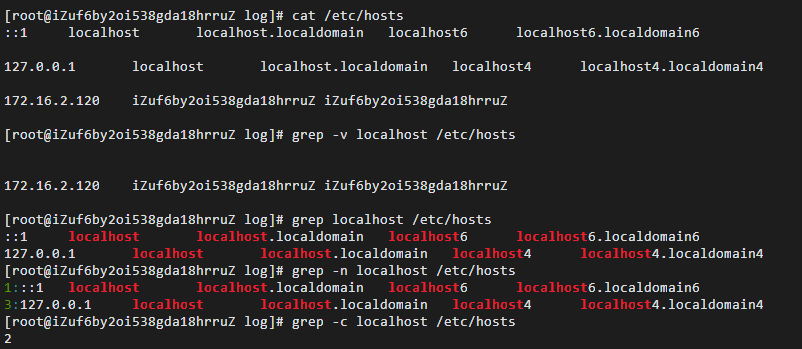 [root@iZuf6by2oi538gda18hrruZ log]# cat /etc/hosts
::1     localhost       localhost.localdomain   localhost6      localhost6.localdomain6
127.0.0.1       localhost       localhost.localdomain   localhost4      localhost4.localdomain4
172.16.2.120    iZuf6by2oi538gda18hrruZ iZuf6by2oi538gda18hrruZ
[root@iZuf6by2oi538gda18hrruZ log]# grep -v localhost /etc/hosts
172.16.2.120    iZuf6by2oi538gda18hrruZ iZuf6by2oi538gda18hrruZ
[root@iZuf6by2oi538gda18hrruZ log]# grep localhost /etc/hosts
::1     localhost       localhost.localdomain   localhost6      localhost6.localdomain6
127.0.0.1       localhost       localhost.localdomain   localhost4      localhost4.localdomain4
[root@iZuf6by2oi538gda18hrruZ log]# grep -n localhost /etc/hosts
1:::1     localhost       localhost.localdomain   localhost6      localhost6.localdomain6
3:127.0.0.1       localhost       localhost.localdomain   localhost4      localhost4.localdomain4
[root@iZuf6by2oi538gda18hrruZ log]# grep -c localhost /etc/hosts
2